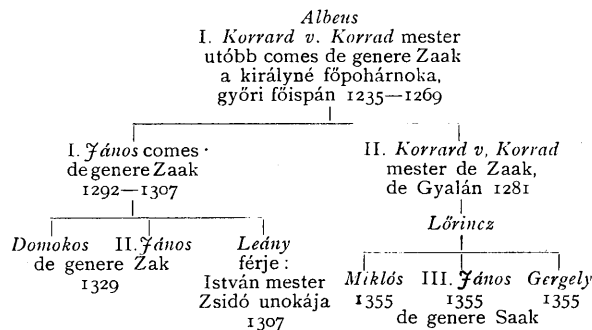 Albeus
I. Korrard v. Korrad mester
utóbb comes de genere Zaak
a királyné főpohárnoka,
győri főispán 1235—1269
I. János comes
de genere Zaak
1292—1307
II. Korrard v, Korrad
mester de Zaak,
de Gyalán 1281
Domokos II. János
de genere Zak
1329
Leány
férje:
István mester
Zsidó unokája
1307
Lőrincz
Miklós III. János Gergely
1355 1355 1355
de genere Saak